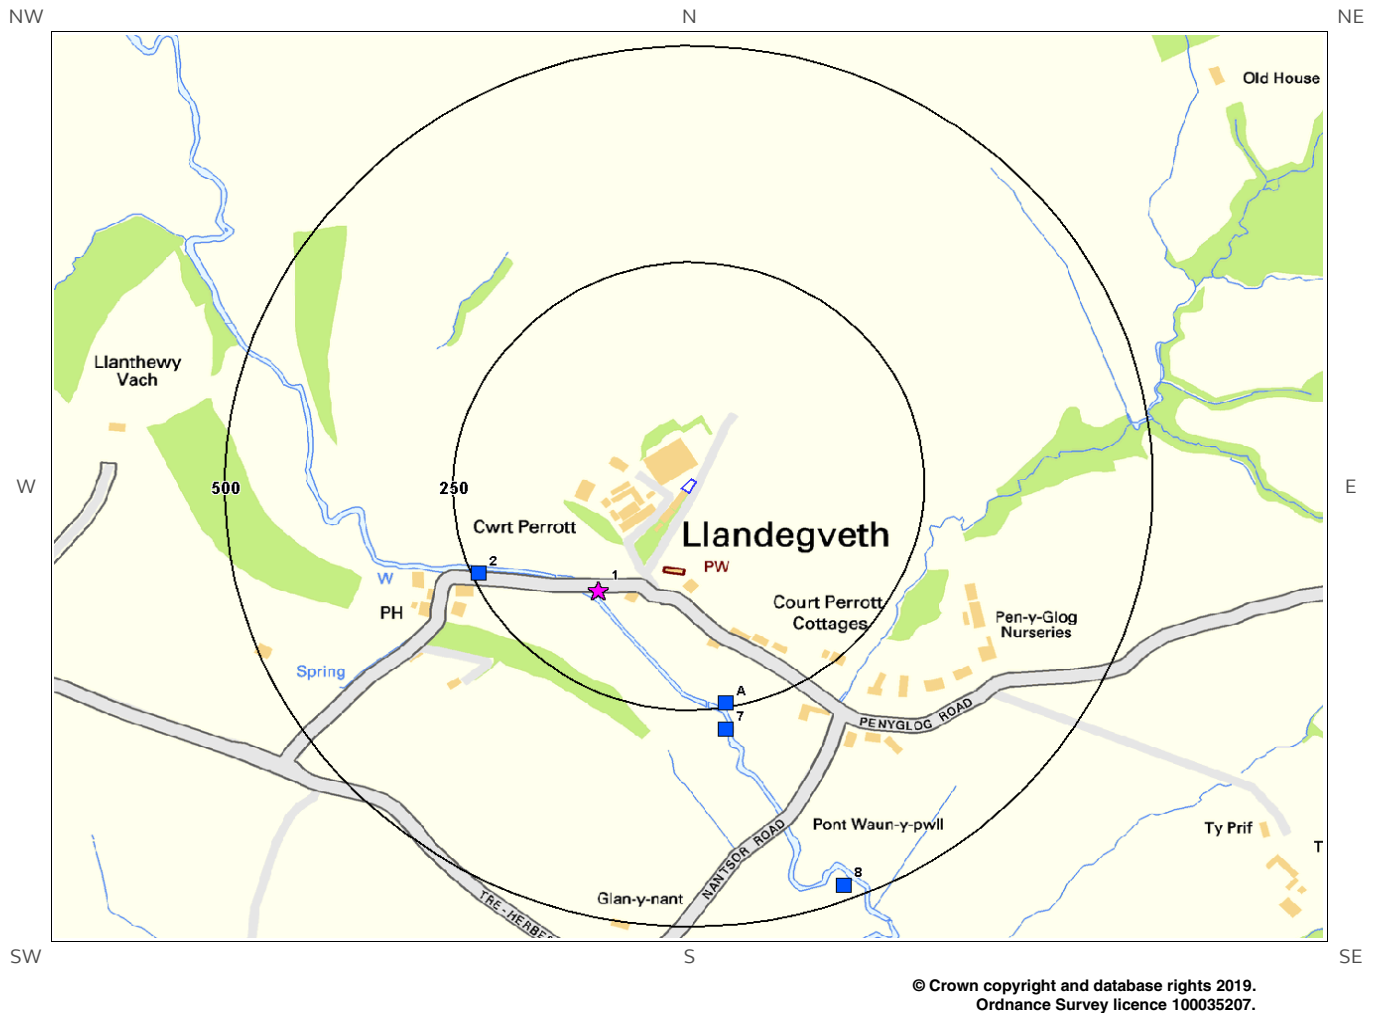 NW
N
NE
Old House
Llanthewy
Vach
W
500
250
E
Cwrt Perrott
Llandegveth
2
1
PW
W
PH
Court Perrott
Cottages
Pen-y-Glog
Nurseries
Spring
A
7
PENYGLOG ROAD
Pont Waun-y-pwll
Ty Prif
T
NANTSOR ROAD
8
Glan-y-nant
TRE-HERBE
SW
S
SE
© Crown copyright and database rights 2019.
Ordnance Survey licence 100035207.